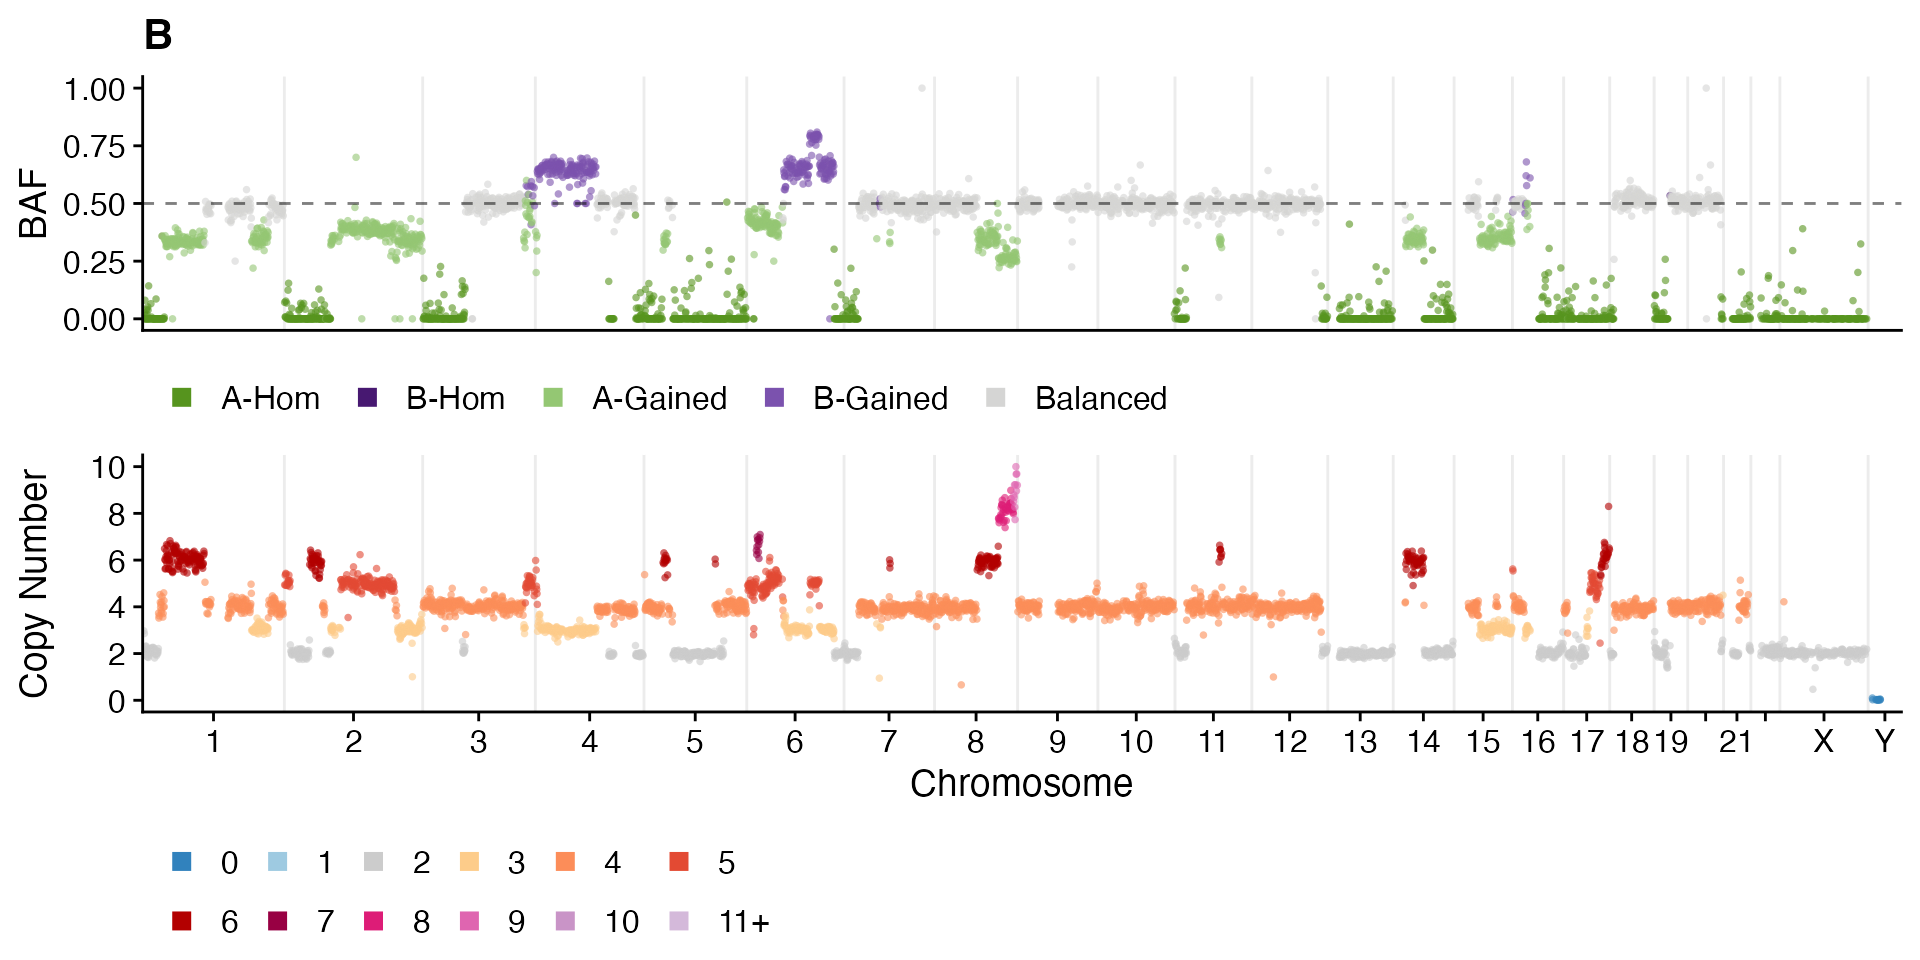 B
1.00
0.75
0.50
0.25
0.00
BAF
A-Hom B-Hom A-Gained B-Gained Balanced
10
8
6
4
2
0
Copy Number
1 2 3 4 5 6 7 8 9 10 11 12 13 14 15 16 17 18 19 21 X Y
Chromosome
0 1 2 3 4 5
6 7 8 9 10 11+